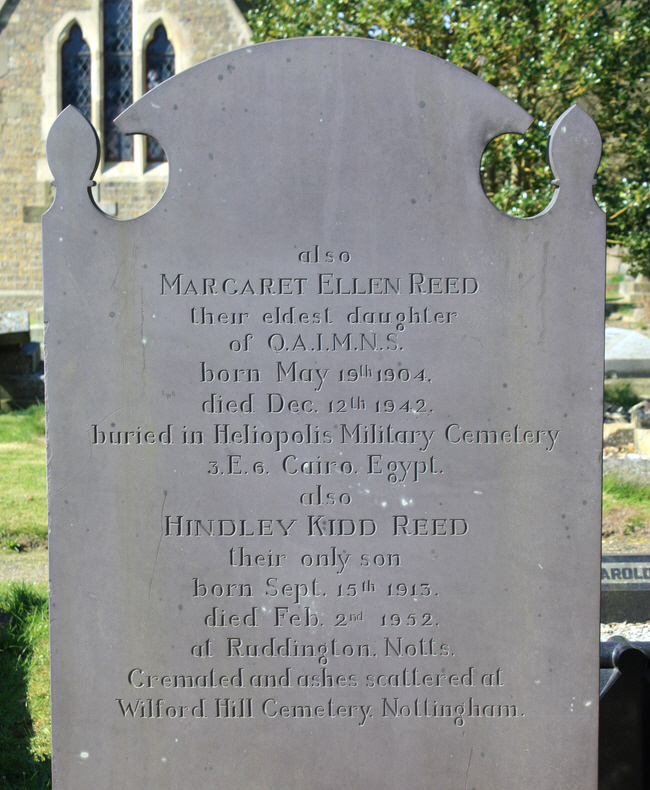 also
MARGARET ELLEN REED
their eldest daughter
of Q.A.I.M.N.S.
born May 19th 1904.
died Dec. 12th 1942.
buried in Heliopolis Military Cemetery
3.E.6. Cairo. Egypt.
also
HINDLEY KIDD REED
their only son
born Sept. 15th 1913.
died Feb. 2nd 1952.
at Ruddington. Notts.
Cremated and ashes scattered at
Wilford Hill Cemetery. Nottingham.
AROLD